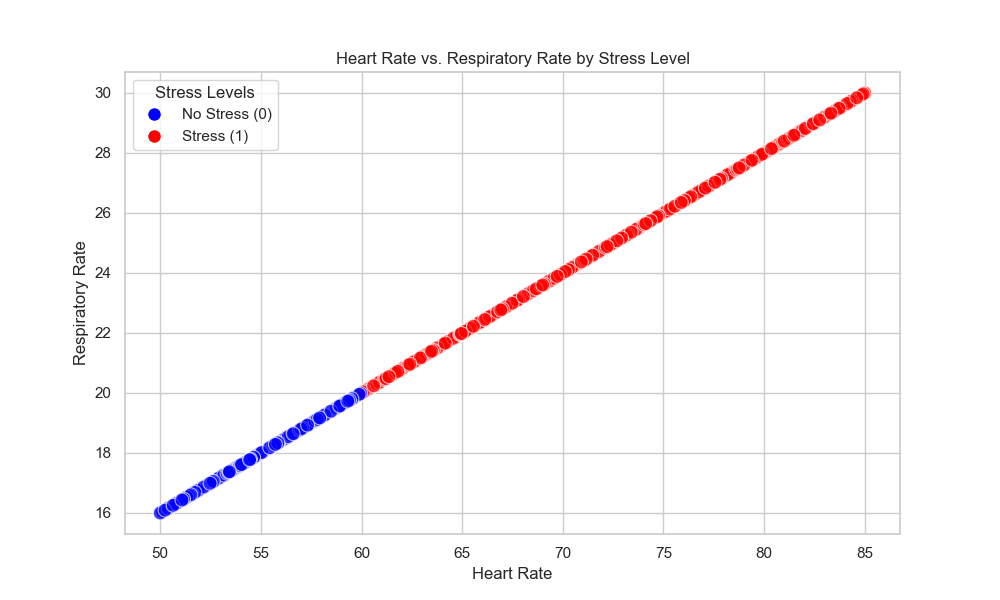 Heart Rate vs. Respiratory Rate by Stress Level
Stress Levels
No Stress (0)
Stress (1)
Respiratory Rate
30
28
26
24
22
20
18
16
50 55 60 65 70 75 80 85
Heart Rate